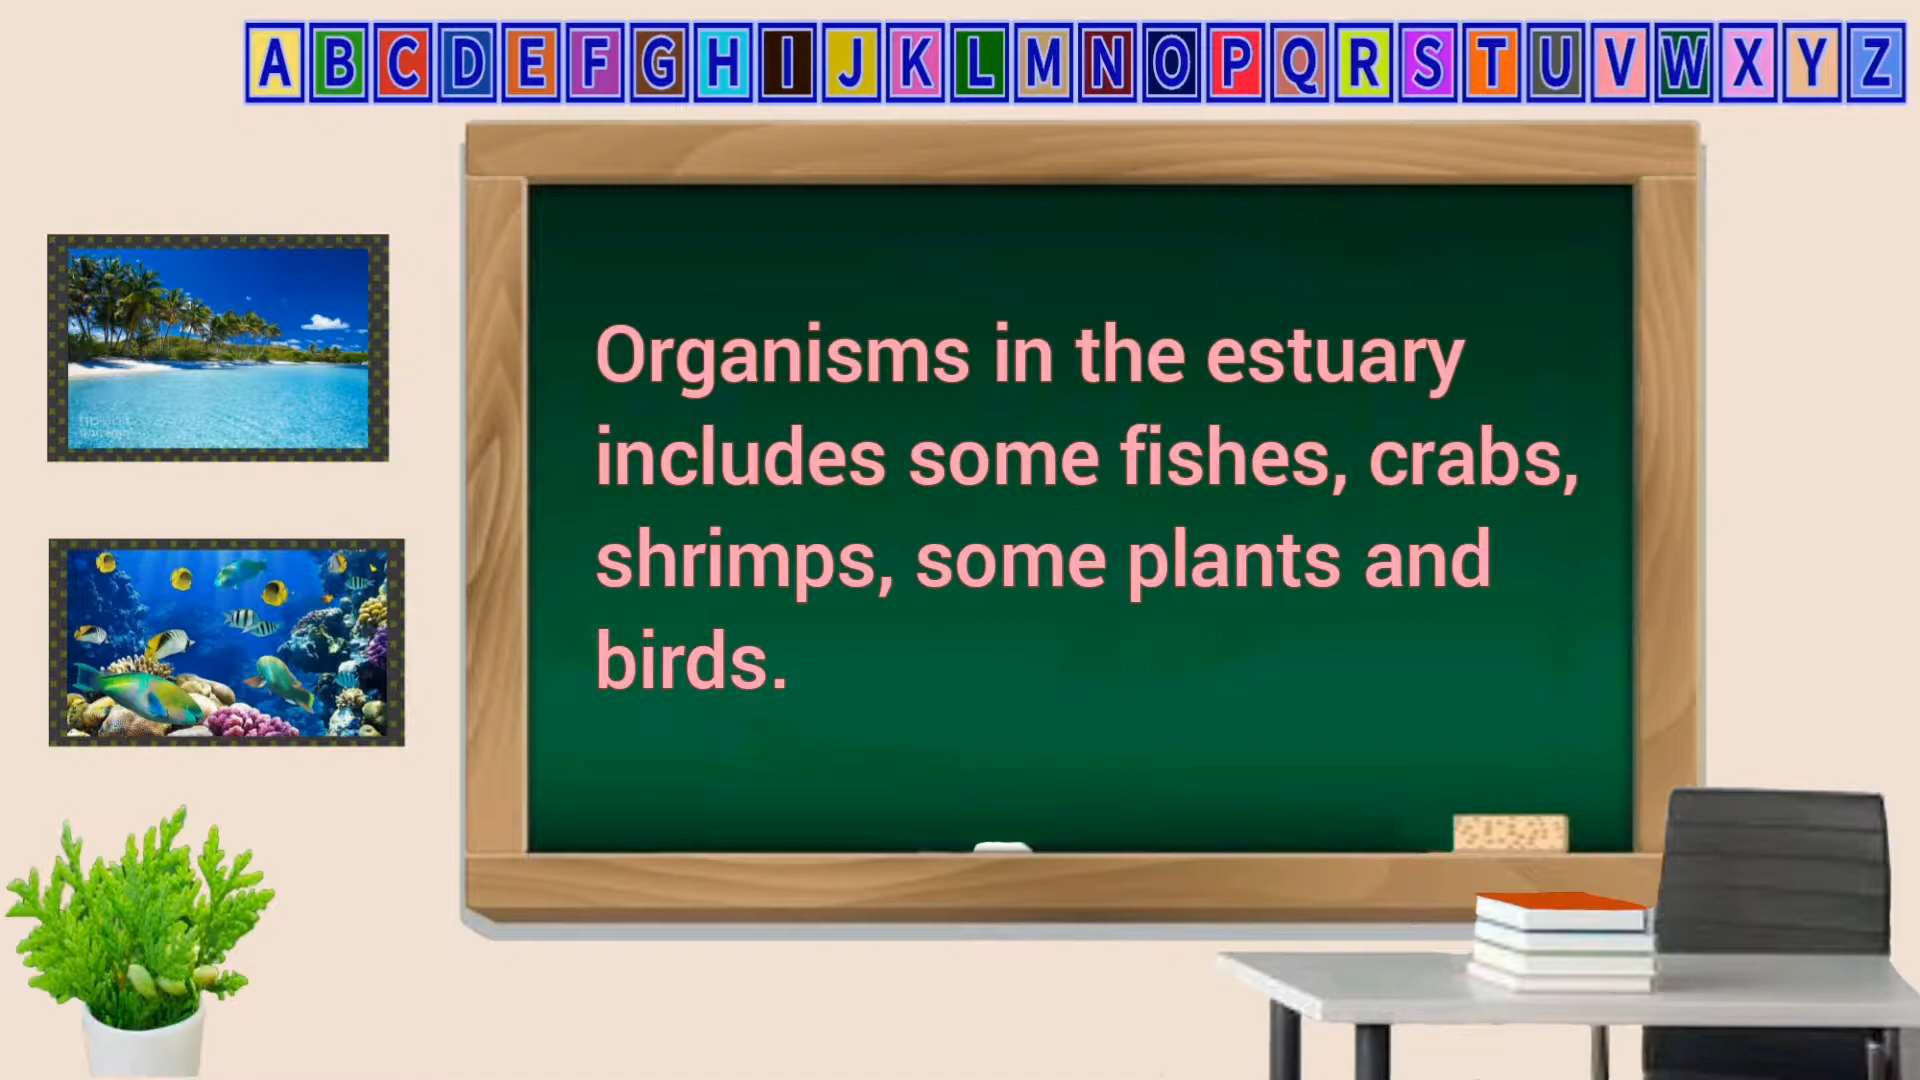 A B C D E F G H I J K L M N O P Q R S T U V W X Y Z
Organisms in the estuary
includes some fishes, crabs,
shrimps, some plants and
birds.